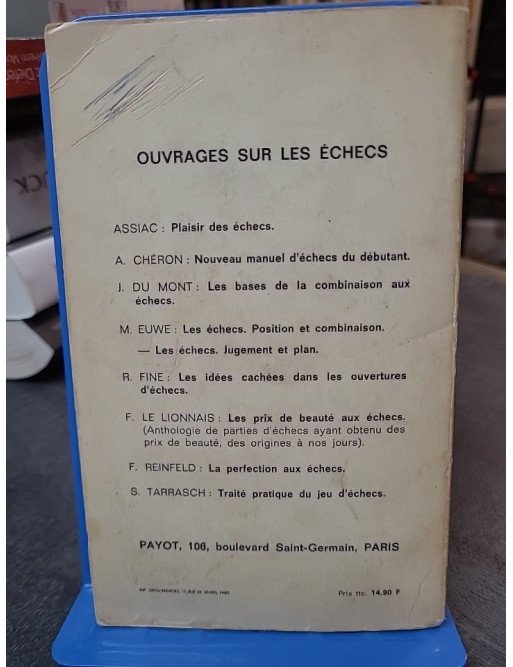 OUVRAGES SUR LES ÉCHECS
ASSIAC : Plaisir des échecs.
A. CHÉRON : Nouveau manuel d'échecs du débutant.
J. DU MONT : Les bases de la combinaison aux
échecs.
M. EUWE : Les échecs. Position et combinaison.
— Les échecs. Jugement et plan.
R. FINE : Les idées cachées dans les ouvertures
d'échecs.
F. LE LIONNAIS : Les prix de beauté aux échecs.
(Anthologie de parties d'échecs ayant obtenu des
prix de beauté, des origines à nos jours).
F. REINFELD : La perfection aux échecs.
S. TARRASCH : Traité pratique du jeu d'échecs.
PAYOT, 106, boulevard Saint-Germain, PARIS
Prix ttc. 14.90 F